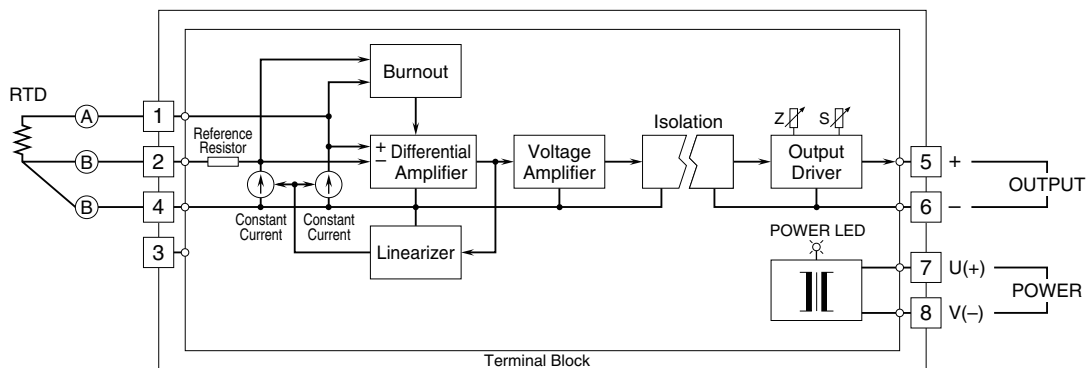 RTD
A
B
B
1
2
4
3
Reference
Resistor
Burnout
+
−
Differential
Amplifier
Constant
Current
Constant
Current
Linearizer
Voltage
Amplifier
Isolation
Z
S
Output
Driver
5
+
6
−
OUTPUT
POWER LED
7
U(+)
8
V(−)
POWER
Terminal Block